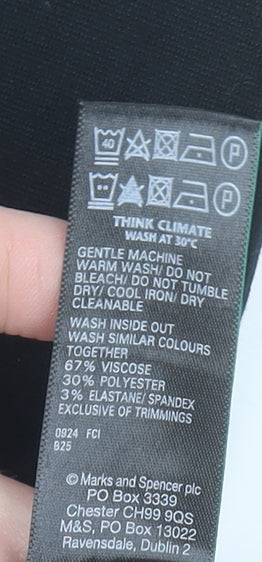 40 P
P
THINK CLIMATE
WASH AT 30°C
GENTLE MACHINE
WARM WASH/ DO NOT
BLEACH/ DO NOT TUMBLE
DRY/ COOL IRON/ DRY
CLEANABLE
WASH INSIDE OUT
WASH SIMILAR COLOURS
TOGETHER
67% VISCOSE
30% POLYESTER
3% ELASTANE/ SPANDEX
EXCLUSIVE OF TRIMMINGS
0924 FCI
B25
© Marks and Spencer plc
PO Box 3339
Chester CH99 9QS
M&S, PO Box 13022
Ravensdale, Dublin 2